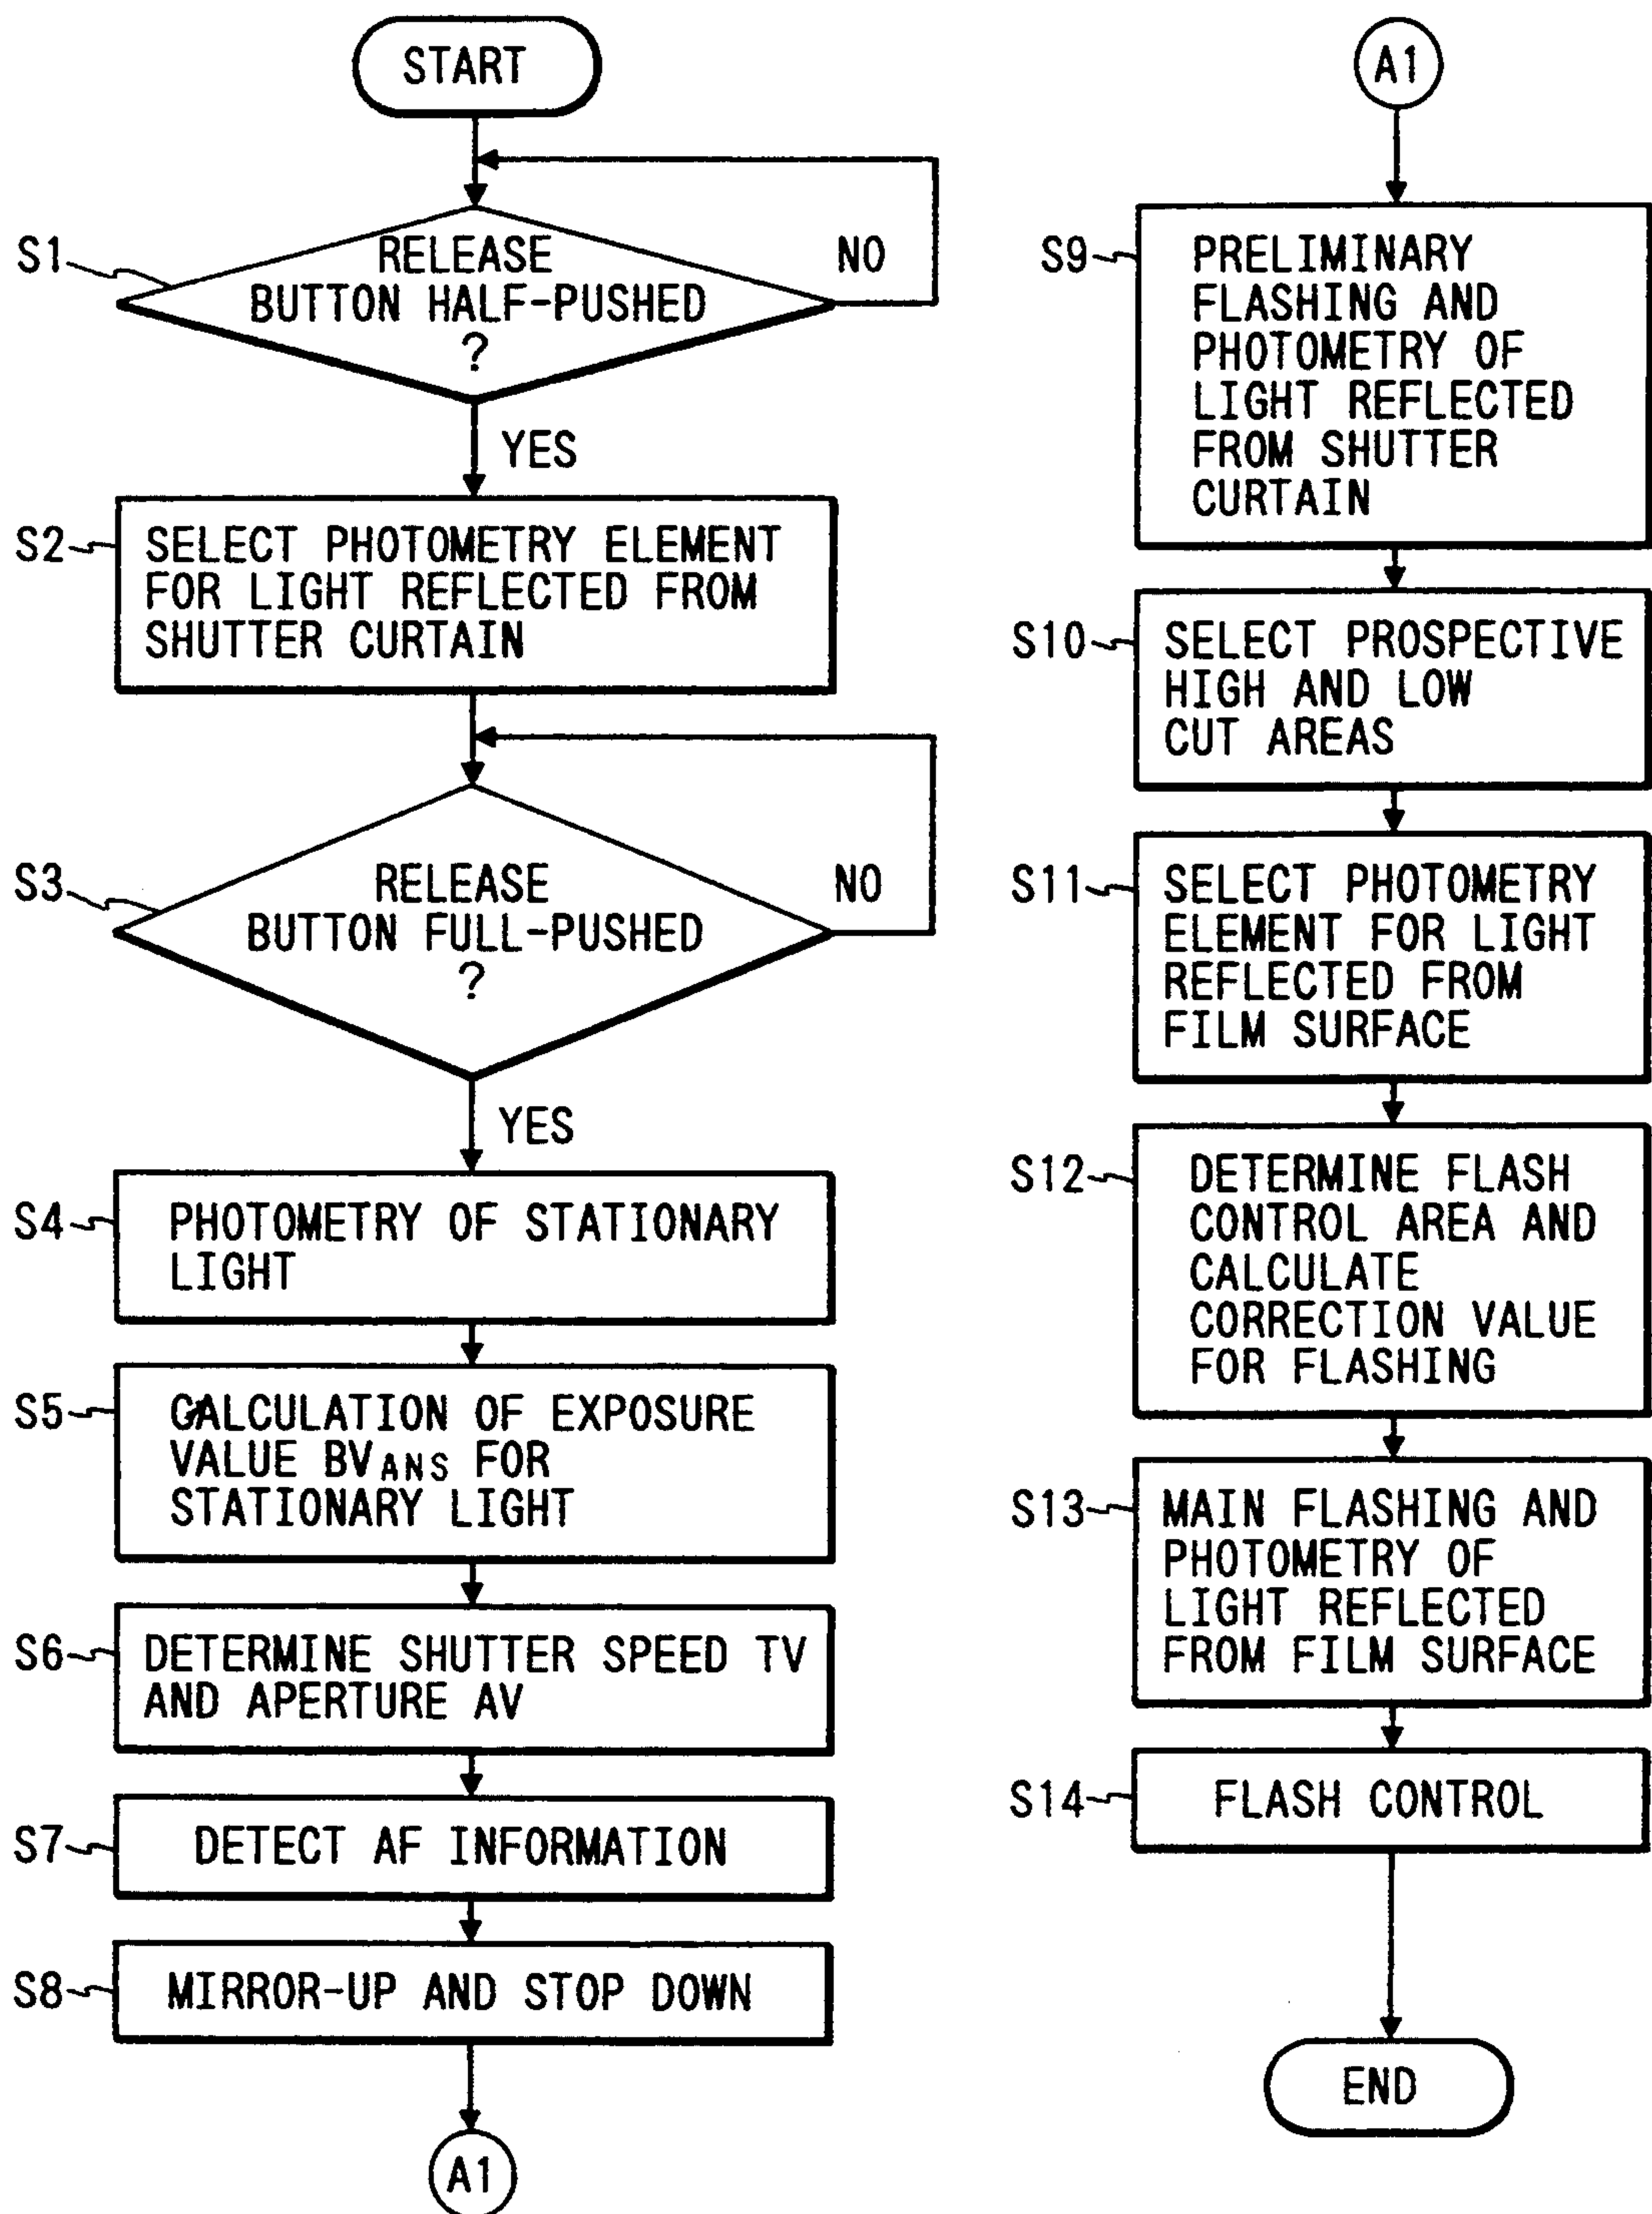 START
S1
RELEASE
BUTTON HALF-PUSHED
?
NO
YES
S2
SELECT PHOTOMETRY ELEMENT
FOR LIGHT REFLECTED FROM
SHUTTER CURTAIN
S3
RELEASE
BUTTON FULL-PUSHED
?
NO
YES
S4
PHOTOMETRY OF STATIONARY
LIGHT
S5
CALCULATION OF EXPOSURE
VALUE BVANS FOR
STATIONARY LIGHT
S6
DETERMINE SHUTTER SPEED TV
AND APERTURE AV
S7
DETECT AF INFORMATION
S8
MIRROR-UP AND STOP DOWN
A1
A1
S9
PRELIMINARY
FLASHING AND
PHOTOMETRY OF
LIGHT REFLECTED
FROM SHUTTER
CURTAIN
S10
SELECT PROSPECTIVE
HIGH AND LOW
CUT AREAS
S11
SELECT PHOTOMETRY
ELEMENT FOR LIGHT
REFLECTED FROM
FILM SURFACE
S12
DETERMINE FLASH
CONTROL AREA AND
CALCULATE
CORRECTION VALUE
FOR FLASHING
S13
MAIN FLASHING AND
PHOTOMETRY OF
LIGHT REFLECTED
FROM FILM SURFACE
S14
FLASH CONTROL
END